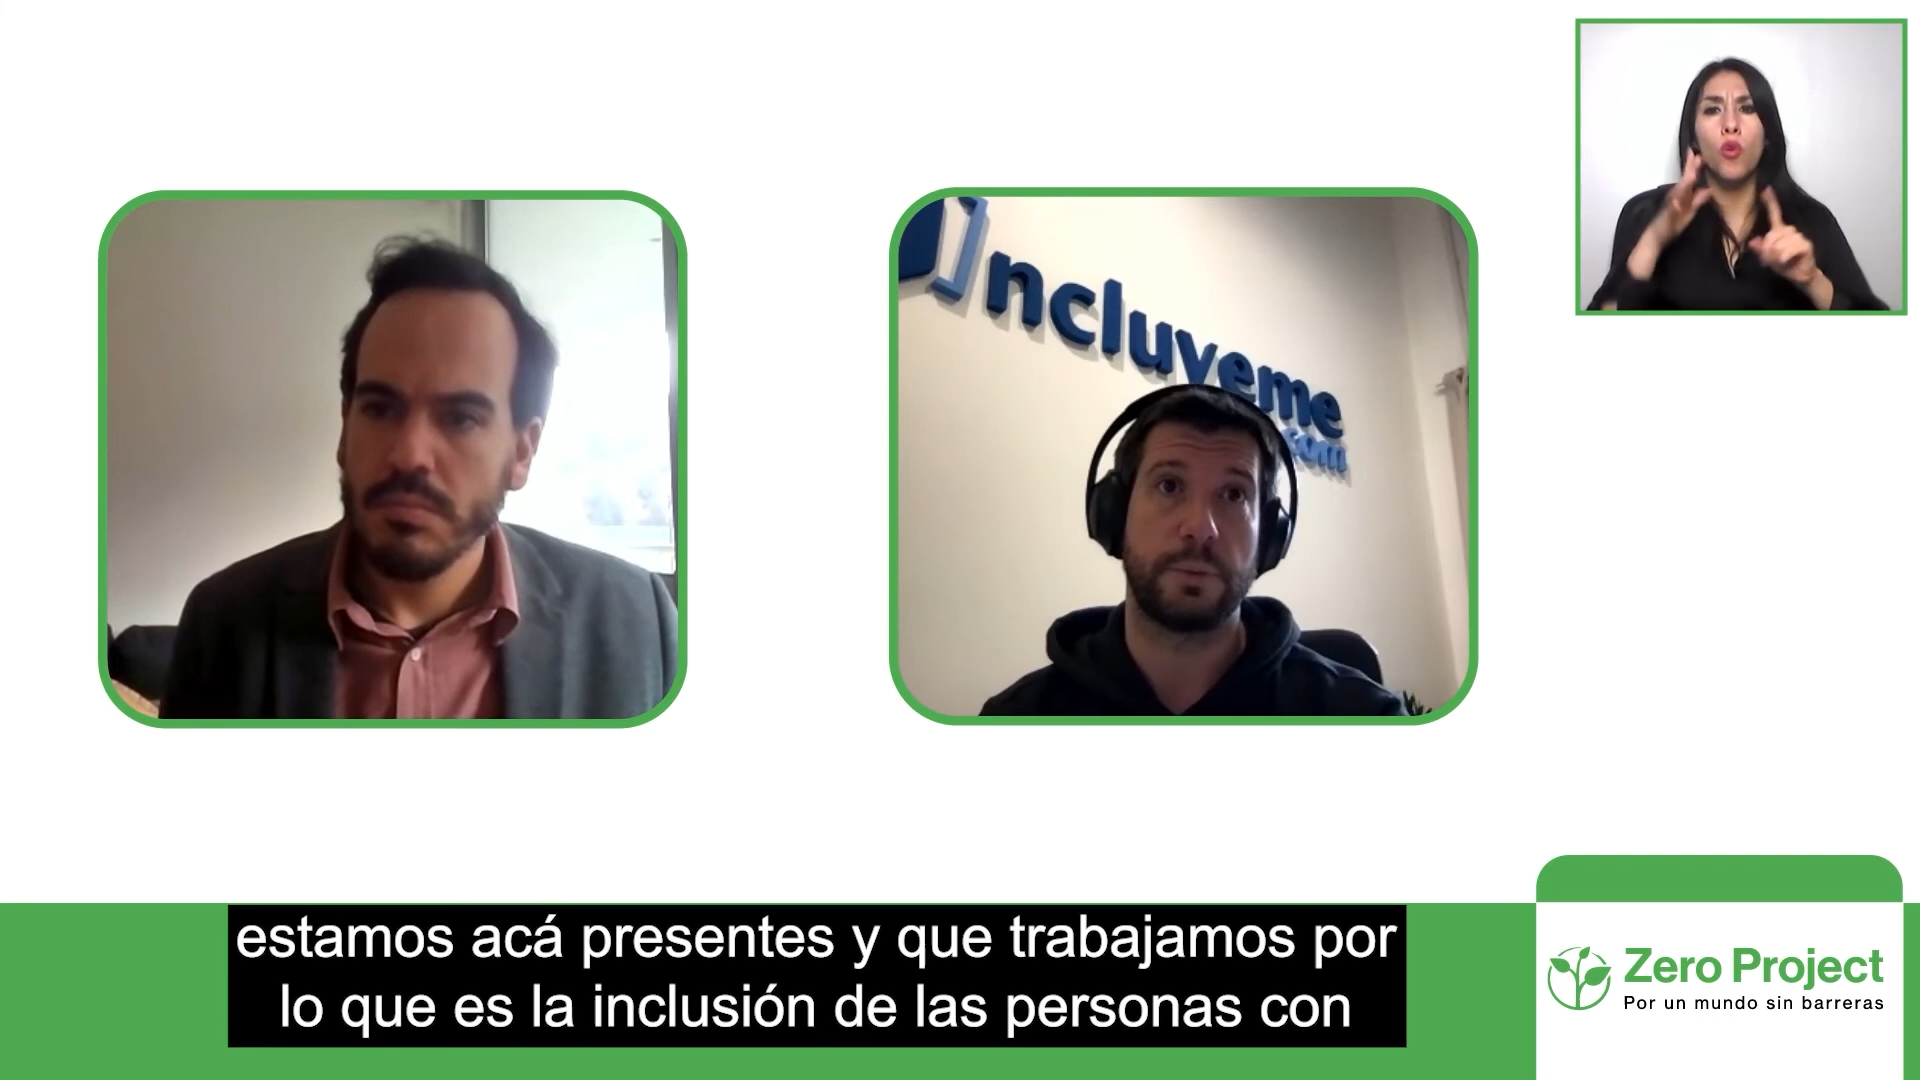 ncluyeme
.com
estamos acá presentes y que trabajamos por
lo que es la inclusión de las personas con
Zero Project
Por un mundo sin barreras